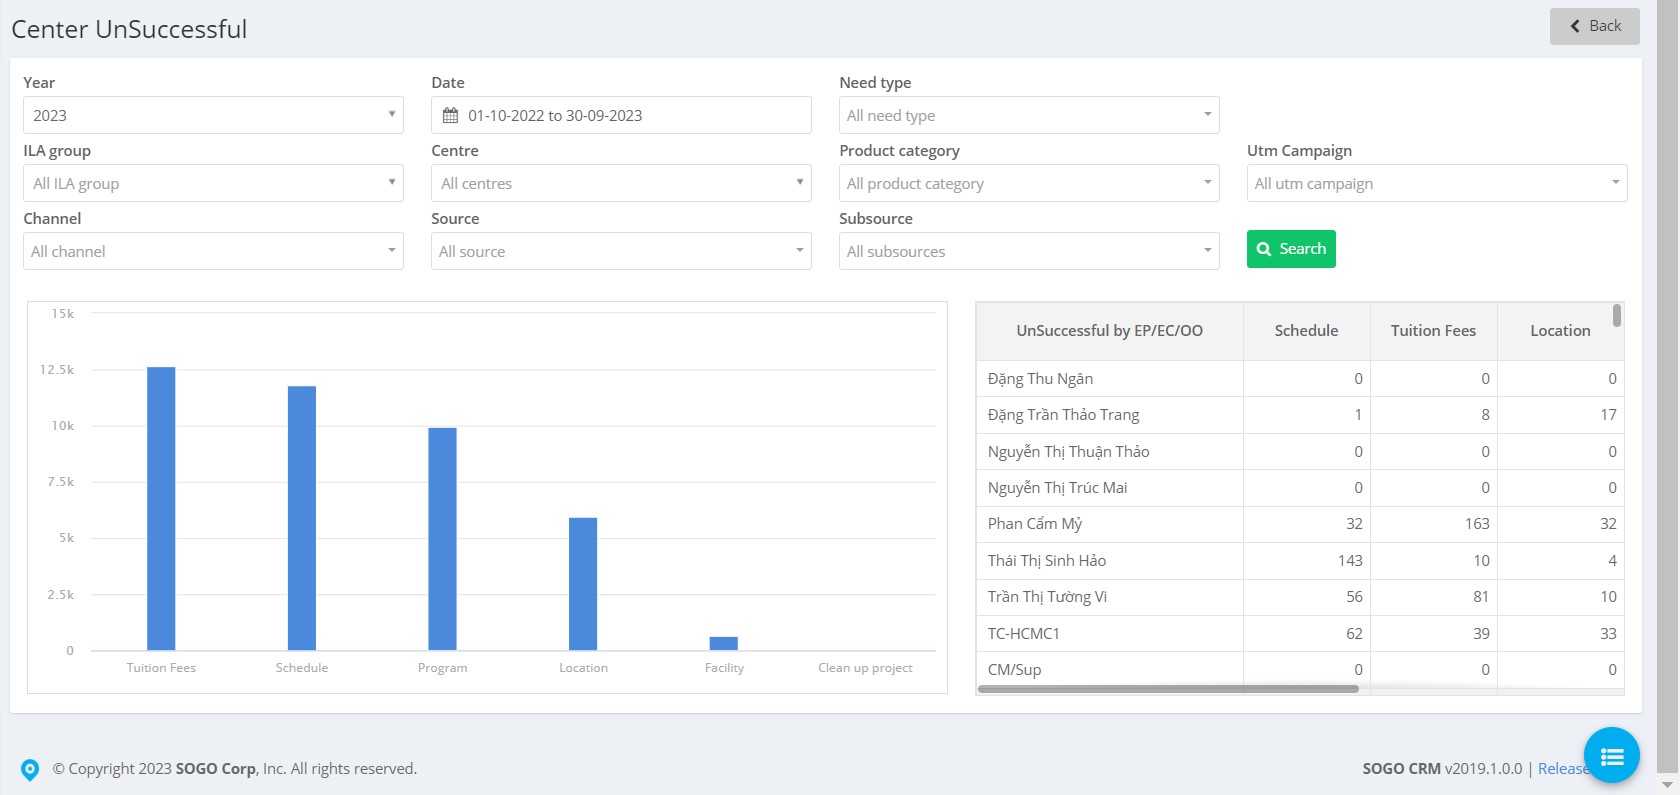 Center UnSuccessful
Back
Year Date Need type
2023 01-10-2022 to 30-09-2023 All need type
ILA group Centre Product category Utm Campaign
All ILA group All centres All product category All utm campaign
Channel Source Subsource
All channel All source All subsources Search
15k
12.5k
10k
7.5k
5k
2.5k
0
Tuition Fees Schedule Program Location Facility Clean up project
UnSuccessful by EP/EC/OO Schedule Tuition Fees Location
Đặng Thu Ngân 0 0 0
Đặng Trần Thảo Trang 1 8 17
Nguyễn Thị Thuận Thảo 0 0 0
Nguyễn Thị Trúc Mai 0 0 0
Phan Cẩm Mỷ 32 163 32
Thái Thị Sinh Hảo 143 10 4
Trần Thị Tường Vi 56 81 10
TC-HCMC1 62 39 33
CM/Sup 0 0 0
© Copyright 2023 SOGO Corp, Inc. All rights reserved. SOGO CRM v2019.1.0.0 | Release